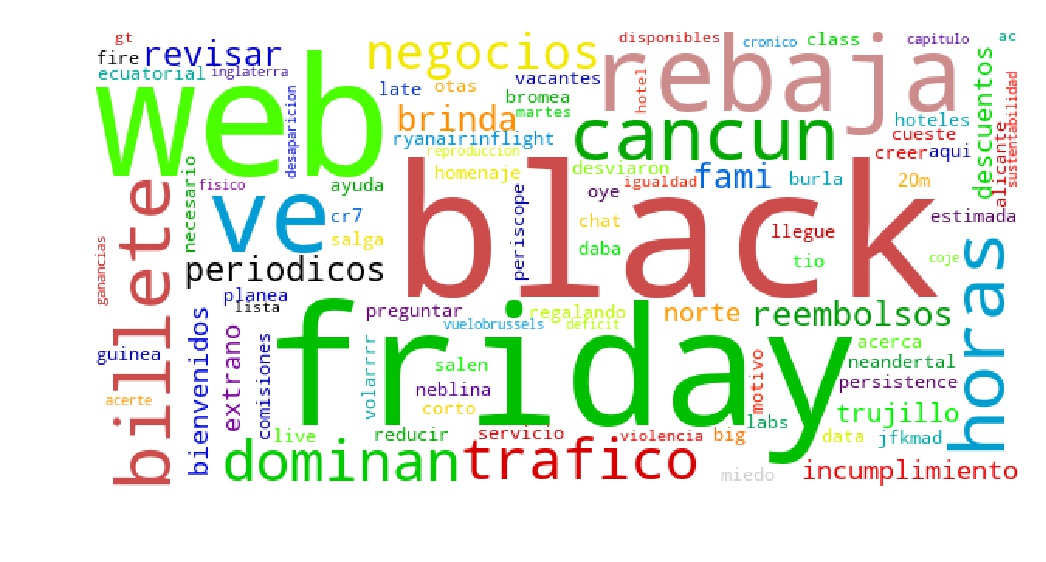 gt
fire
revisar
ecuatorial
inglaterra
web
late
otas
negocios
disponibles
cronico
class
capitulo
ac
rebaja
vacantes
bromea
martes
hotel
brinda
ryanairinflight
reproduccion
cancun
hoteles
cueste
creer
aqui
descuentos
alicante
sustentabilidad
desaparicion
necesario
fisico
ayuda
homenaje
desviaron
oye
igualdad
fami
burla
20m
estimada
billete
ve
cr7
salga
periodicos
periscope
chat
daba
black
llegue
tio
coje
ganancias
planea
lista
preguntar
vuelobrussels
regalando
deficit
norte
reembolsos
horas
guinea
acerte
bienvenidos
extrano
comisiones
friday
volarrrr
salen
neblina
corto
motivo
acerca
neandertal
persistence
trujillo
labs
live
reducir
servicio
violencia
big
data
jfkmad
dominan
trafico
miedo
incumplimiento